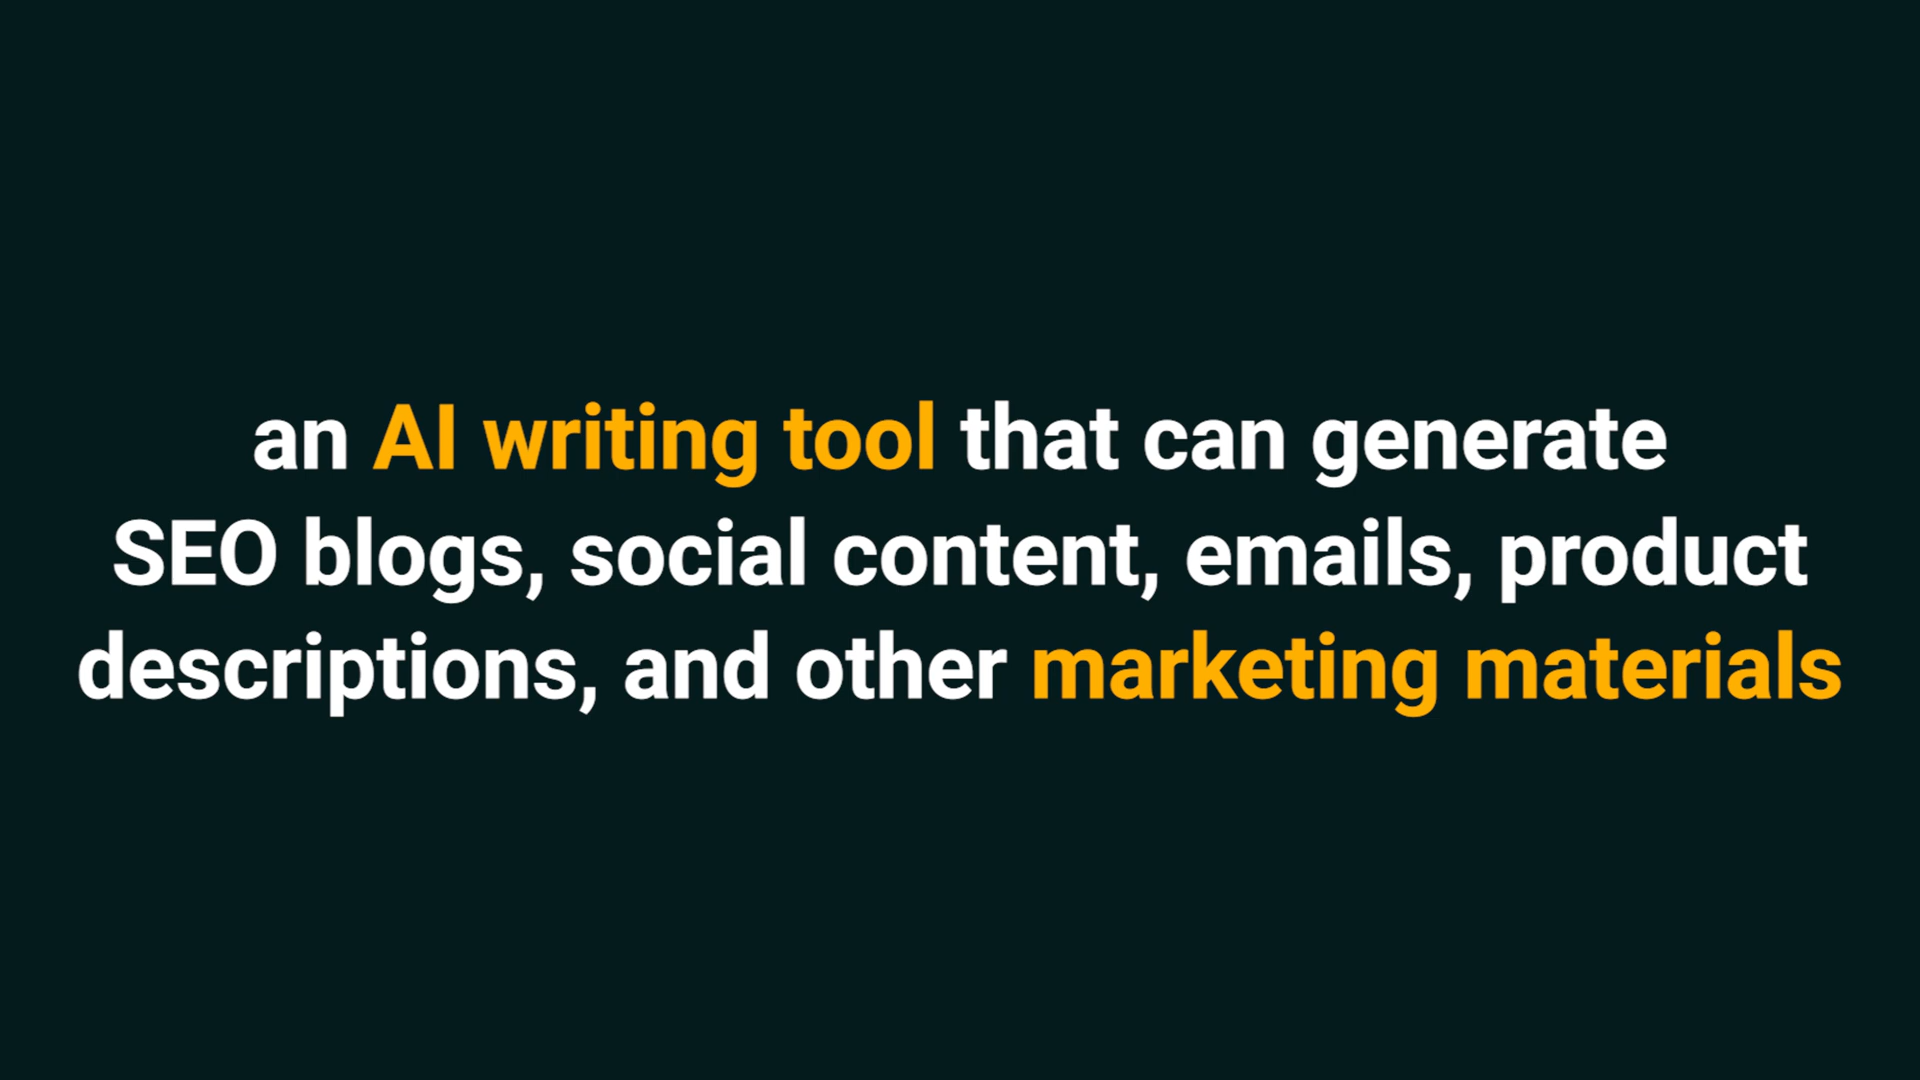 an AI writing tool that can generate
SEO blogs, social content, emails, product
descriptions, and other marketing materials